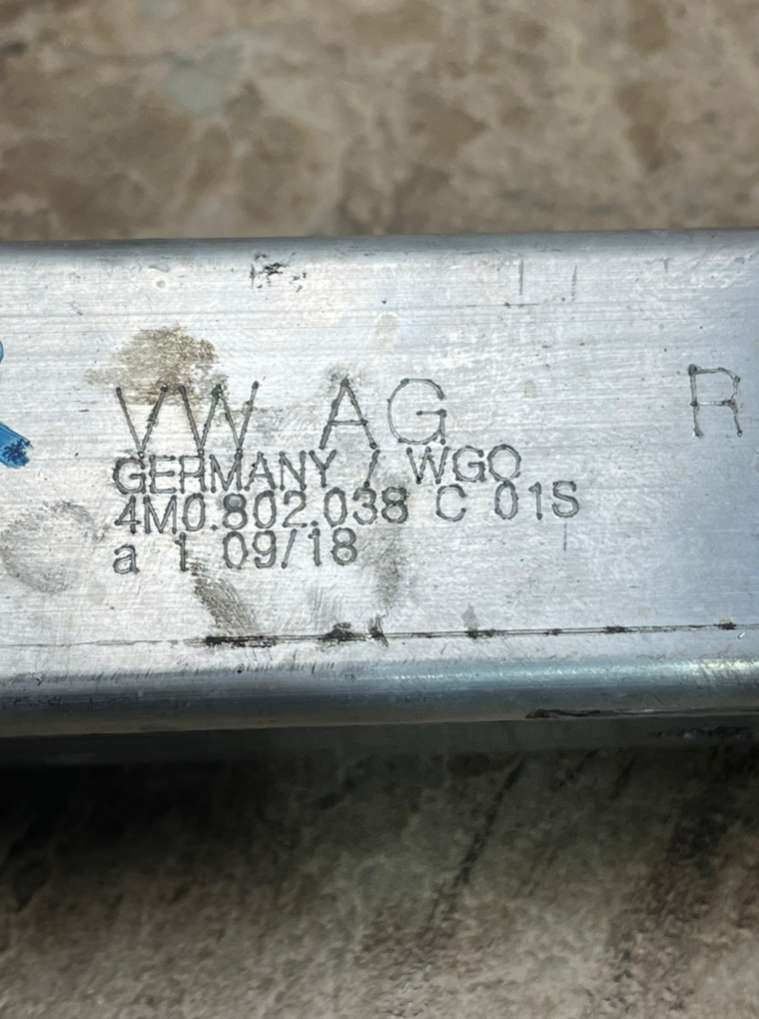 VW AG R
GERMANY / WGO
4M0.802.038 C 01S
a 1 09/18